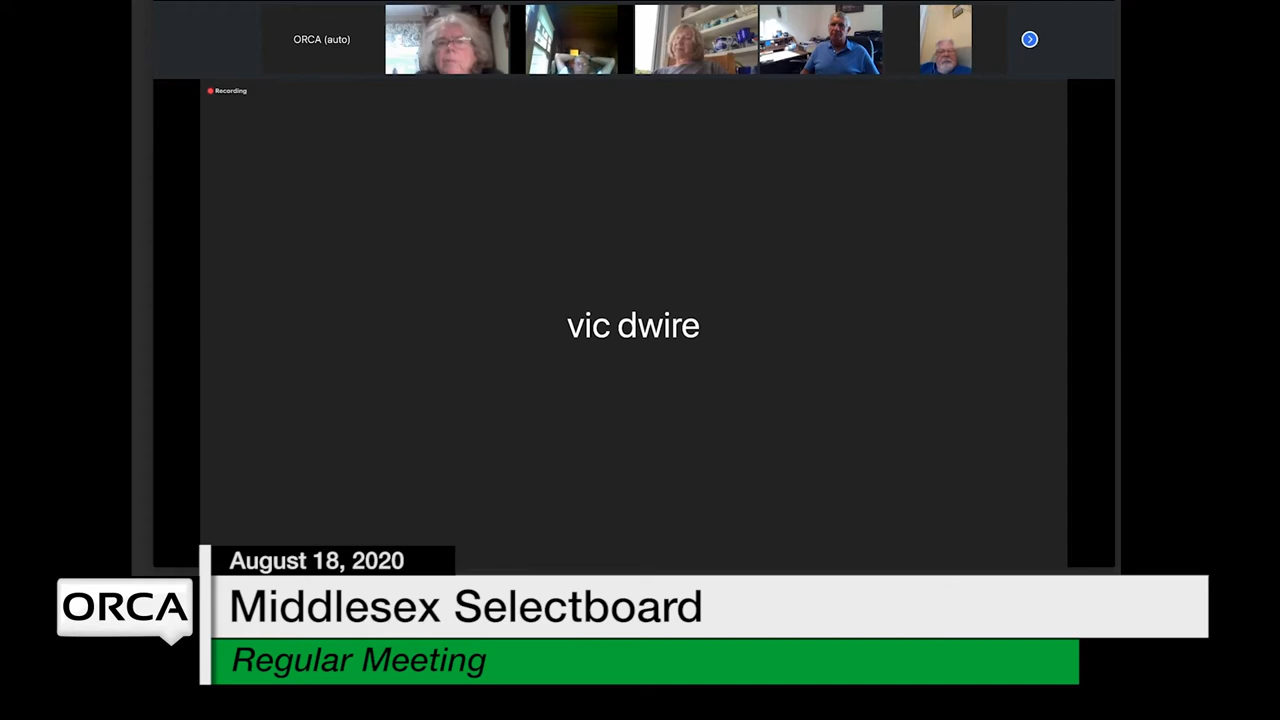 ORCA (auto)
Recording
vic dwire
August 18, 2020
ORCA
Middlesex Selectboard
Regular Meeting